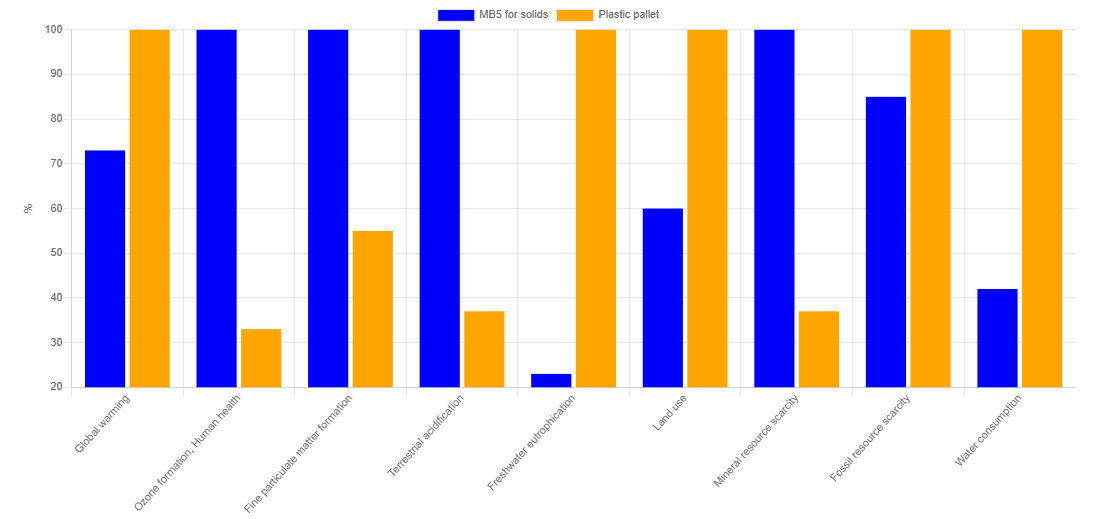 MB5 for solids
Plastic pallet
100
90
80
70
60
50
40
30
20
%
Global warming
Ozone formation, Human health
Fine particulate matter formation
Terrestrial acidification
Freshwater eutrophication
Land use
Mineral resource scarcity
Fossil resource scarcity
Water consumption